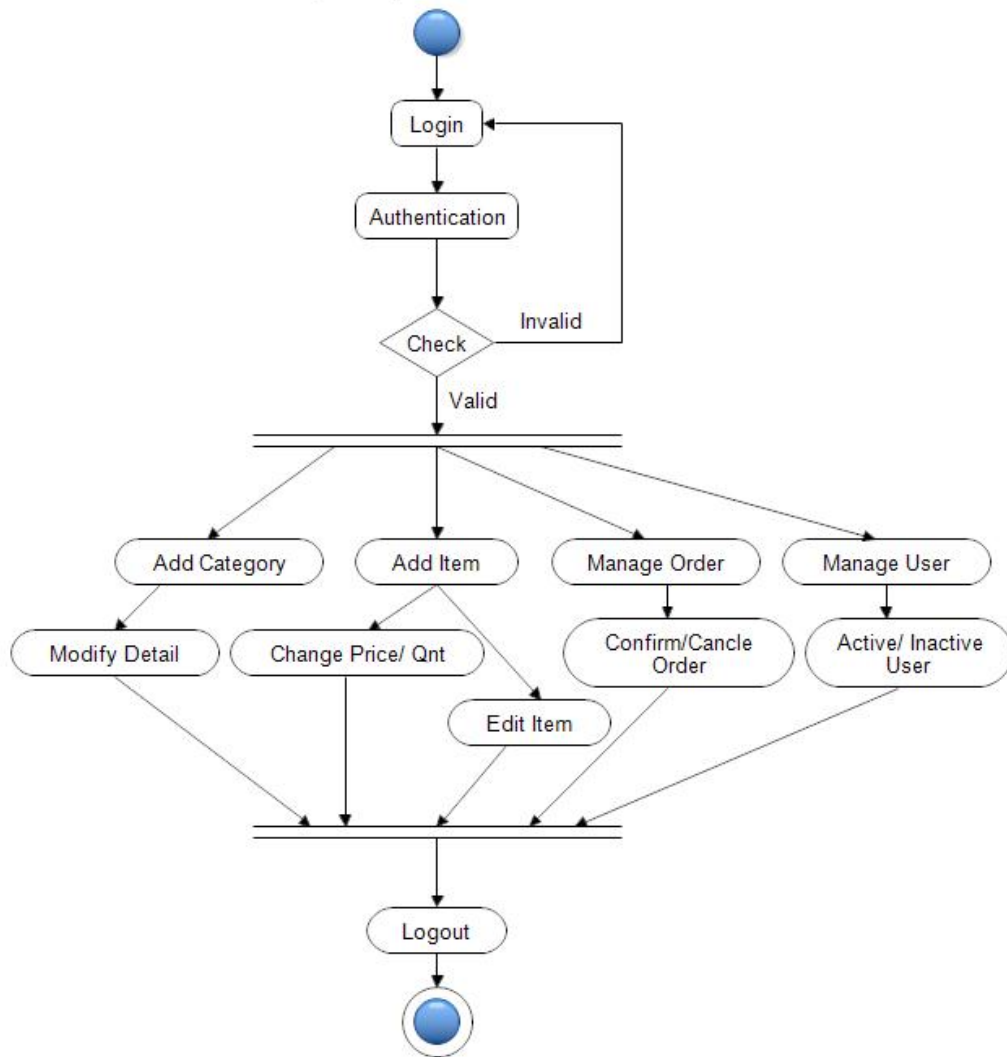 Login
Authentication
Check
Invalid
Valid
Add Category
Add Item
Manage Order
Manage User
Modify Detail
Change Price/ Qnt
Confirm/Cancle
Order
Active/ Inactive
User
Edit Item
Logout